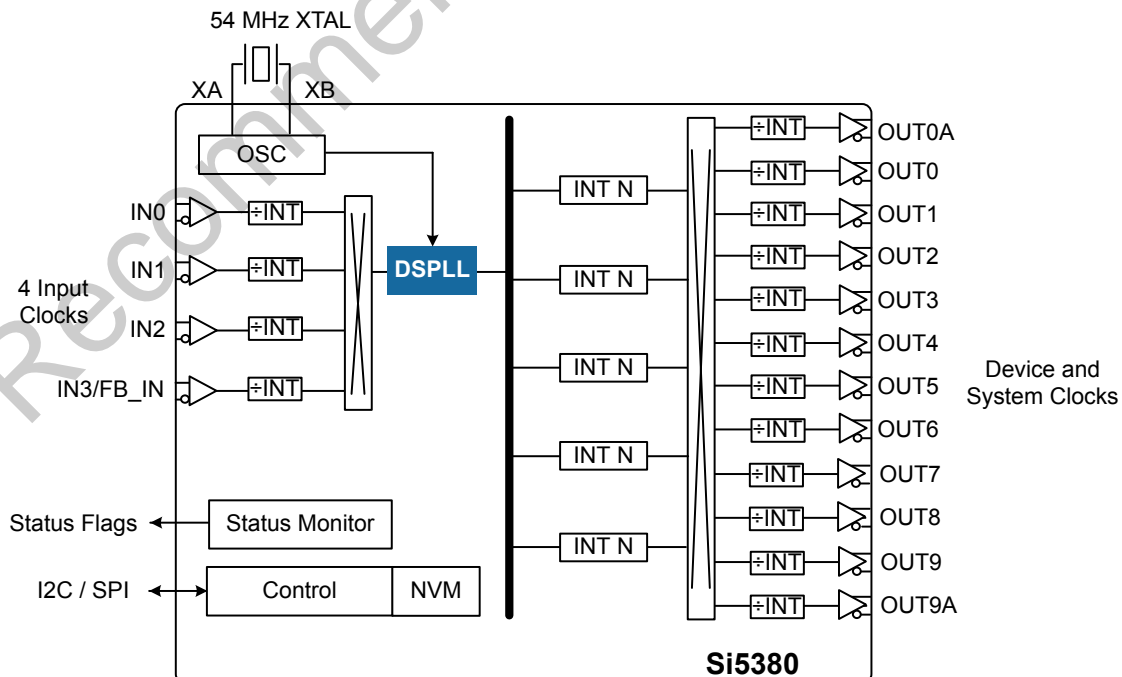 54 MHz XTAL
XA
XB
OSC
IN0
÷INT
IN1
÷INT
4 Input
Clocks
IN2
÷INT
IN3/FB_IN
÷INT
DSPLL
INT N
INT N
INT N
INT N
INT N
÷INT
OUT0A
÷INT
OUT0
÷INT
OUT1
÷INT
OUT2
÷INT
OUT3
÷INT
OUT4
÷INT
OUT5
÷INT
OUT6
÷INT
OUT7
÷INT
OUT8
÷INT
OUT9
÷INT
OUT9A
Device and
System Clocks
Status Flags
Status Monitor
I2C / SPI
Control
NVM
Si5380
Recomme